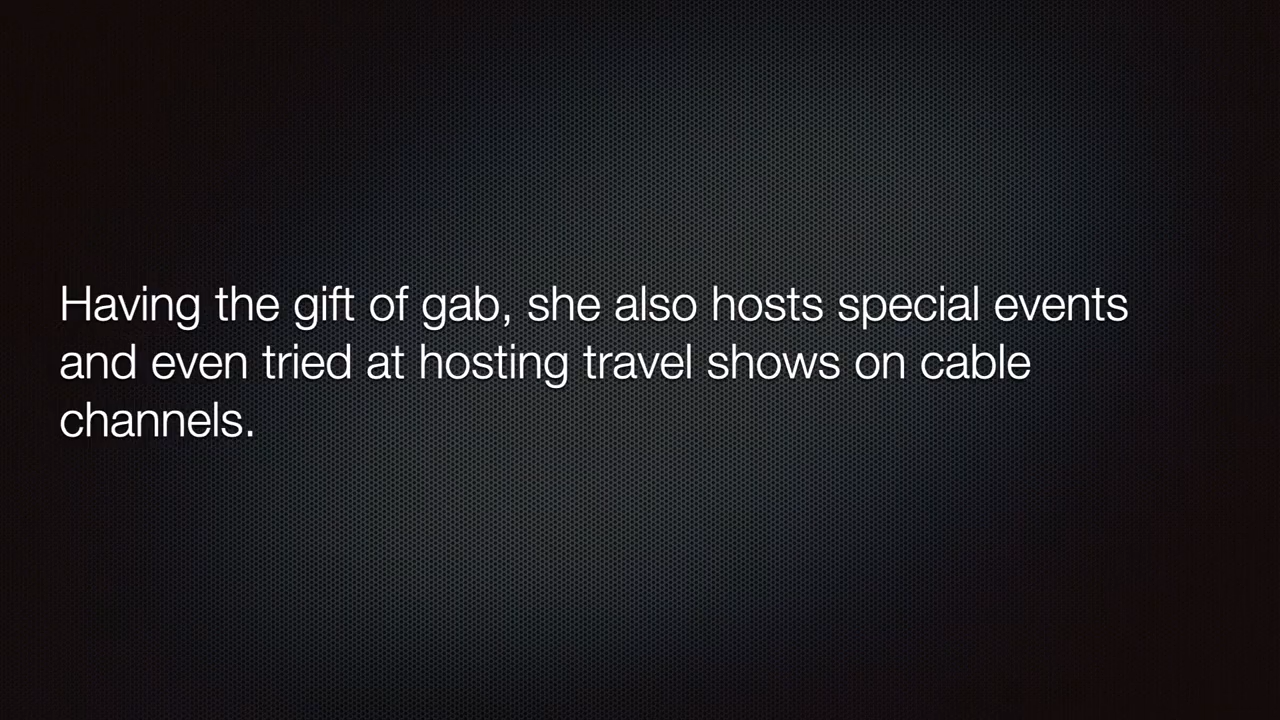 Having the gift of gab, she also hosts special events
and even tried at hosting travel shows on cable
channels.